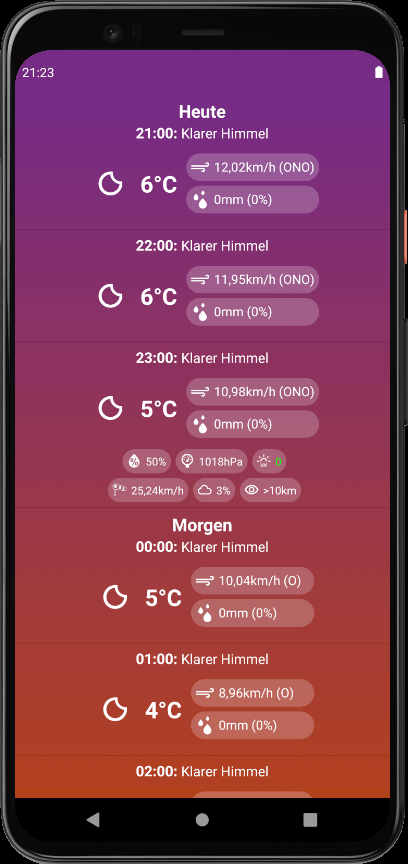 21:23
Heute
21:00: Klarer Himmel
6°C
12,02km/h (ONO)
0mm (0%)
22:00: Klarer Himmel
6°C
11,95km/h (ONO)
0mm (0%)
23:00: Klarer Himmel
5°C
10,98km/h (ONO)
0mm (0%)
50% 1018hPa UV 0
25,24km/h 3% >10km
Morgen
00:00: Klarer Himmel
5°C
10,04km/h (O)
0mm (0%)
01:00: Klarer Himmel
4°C
8,96km/h (O)
0mm (0%)
02:00: Klarer Himmel